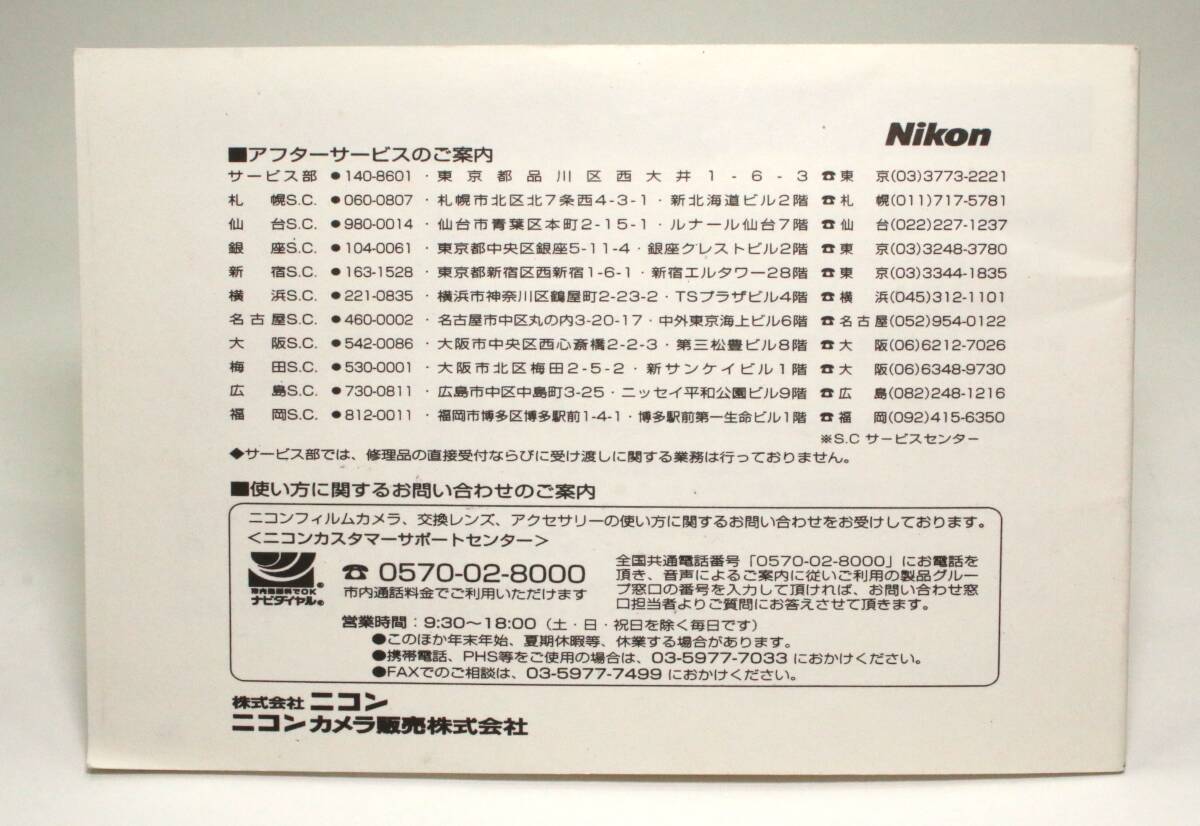 Nikon
■アフターサービスのご案内
サービス部 ●140-8601・東京都品川区西大井1-6-3 ☎東京(03)3773-2221
札幌S.C. ●060-0807・札幌市北区北7条西4-3-1・新北海道ビル2階 ☎札幌(011)717-5781
仙台S.C. ●980-0014・仙台市青葉区本町2-15-1・ルナール仙台7階 ☎仙台(022)227-1237
銀座S.C. ●104-0061・東京都中央区銀座5-11-4・銀座クレストビル2階 ☎東京(03)3248-3780
新宿S.C. ●163-1528・東京都新宿区西新宿1-6-1・新宿エルタワー28階 ☎東京(03)3344-1835
横浜S.C. ●221-0835・横浜市神奈川区鶴屋町2-23-2・TSプラザビル4階 ☎横浜(045)312-1101
名古屋S.C. ●460-0002・名古屋市中区丸の内3-20-17・中外東京海上ビル6階 ☎名古屋(052)954-0122
大阪S.C. ●542-0086・大阪市中央区西心斎橋2-2-3・第三松豊ビル8階 ☎大阪(06)6212-7026
梅田S.C. ●530-0001・大阪市北区梅田2-5-2・新サンケイビル1階 ☎大阪(06)6348-9730
広島S.C. ●730-0811・広島市中区中島町3-25・ニッセイ平和公園ビル9階 ☎広島(082)248-1216
福岡S.C. ●812-0011・福岡市博多区博多駅前1-4-1・博多駅前第一生命ビル1階 ☎福岡(092)415-6350
※S.C サービスセンター
◆サービス部では、修理品の直接受付ならびに受け渡しに関する業務は行っておりません。
■使い方に関するお問い合わせのご案内
ニコンフィルムカメラ、交換レンズ、アクセサリーの使い方に関するお問い合わせをお受けしております。
<ニコンカスタマーサポートセンター>
市内通話料でOK
ナビダイヤル®
☎ 0570-02-8000
市内通話料金でご利用いただけます
全国共通電話番号「0570-02-8000」にお電話を
頂き、音声によるご案内に従いご利用の製品グルー
プ窓口の番号を入力して頂ければ、お問い合わせ窓
口担当者よりご質問にお答えさせて頂きます。
営業時間：9:30～18:00（土・日・祝日を除く毎日です）
●このほか年末年始、夏期休暇等、休業する場合があります。
●携帯電話、PHS等をご使用の場合は、03-5977-7033 におかけください。
●FAXでのご相談は、03-5977-7499 におかけください。
株式会社 ニコン
ニコンカメラ販売株式会社